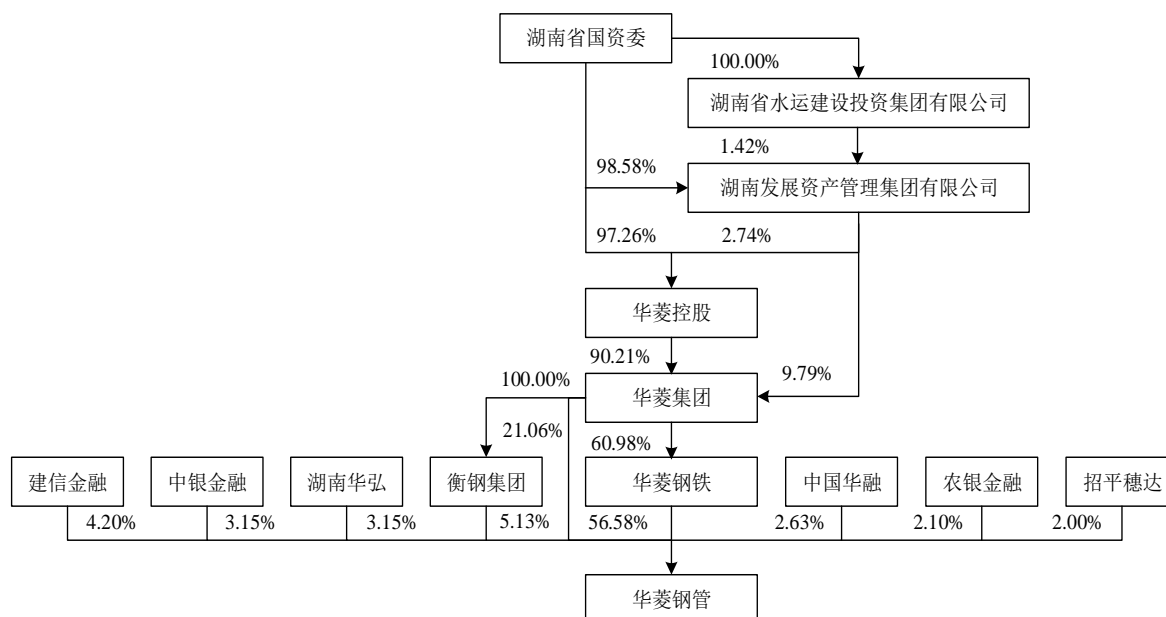 湖南省国资委
100.00%
湖南省水运建设投资集团有限公司
1.42%
98.58%
湖南发展资产管理集团有限公司
97.26%
2.74%
华菱控股
90.21%
9.79%
100.00%
华菱集团
21.06%
60.98%
建信金融
中银金融
湖南华弘
衡钢集团
华菱钢铁
中国华融
农银金融
招平穗达
4.20%
3.15%
3.15%
5.13%
56.58%
2.63%
2.10%
2.00%
华菱钢管